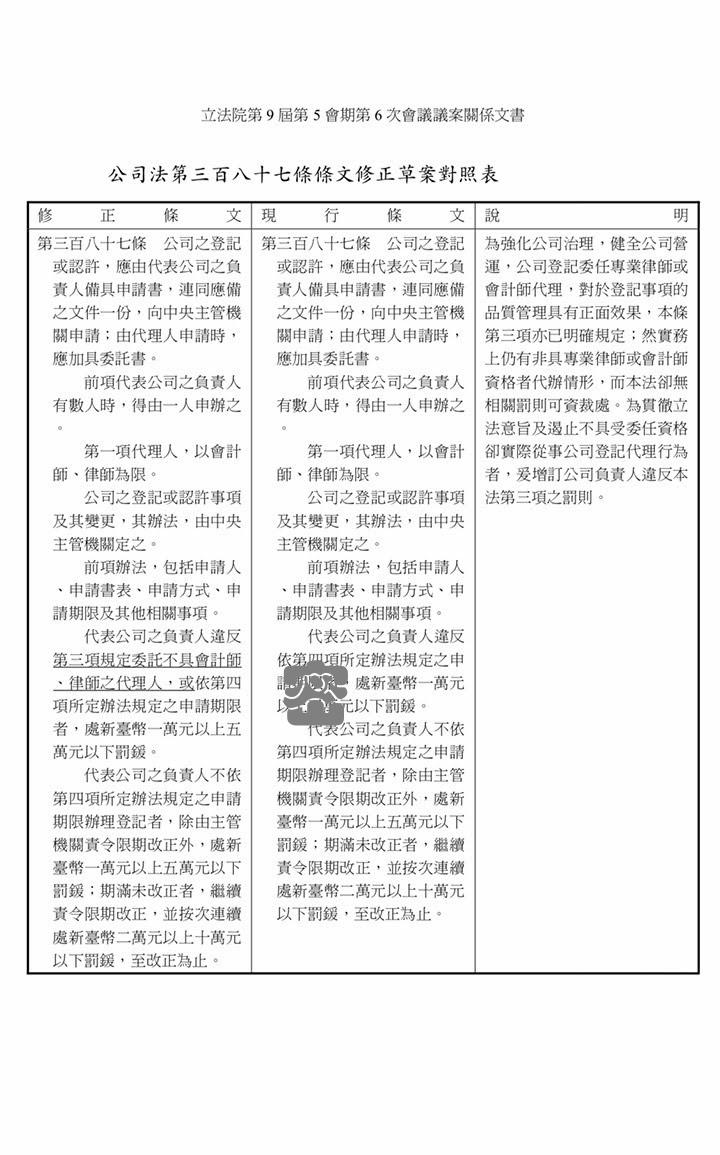 立法院第9屆第5會期第6次會議議案關係文書
公司法第三百八十七條條文修正草案對照表
修正條文
第三百八十七條　公司之登記
或認許，應由代表公司之負
責人備具申請書，連同應備
之文件一份，向中央主管機
關申請；由代理人申請時，
應加具委託書。
前項代表公司之負責人
有數人時，得由一人申辦之
。
第一項代理人，以會計
師、律師為限。
公司之登記或認許事項
及其變更，其辦法，由中央
主管機關定之。
前項辦法，包括申請人
、申請書表、申請方式、申
請期限及其他相關事項。
代表公司之負責人違反
第三項規定委託不具會計師
、律師之代理人，或依第四
項所定辦法規定之申請期限
者，處新臺幣一萬元以上五
萬元以下罰鍰。
代表公司之負責人不依
第四項所定辦法規定之申請
期限辦理登記者，除由主管
機關責令限期改正外，處新
臺幣一萬元以上五萬元以下
罰鍰；期滿未改正者，繼續
責令限期改正，並按次連續
處新臺幣二萬元以上十萬元
以下罰鍰，至改正為止。
現行條文
第三百八十七條　公司之登記
或認許，應由代表公司之負
責人備具申請書，連同應備
之文件一份，向中央主管機
關申請；由代理人申請時，
應加具委託書。
前項代表公司之負責人
有數人時，得由一人申辦之
。
第一項代理人，以會計
師、律師為限。
公司之登記或認許事項
及其變更，其辦法，由中央
主管機關定之。
前項辦法，包括申請人
、申請書表、申請方式、申
請期限及其他相關事項。
代表公司之負責人違反
依第四項所定辦法規定之申
請，處新臺幣一萬元
以元以下罰鍰。
代表公司之負責人不依
第四項所定辦法規定之申請
期限辦理登記者，除由主管
機關責令限期改正外，處新
臺幣一萬元以上五萬元以下
罰鍰；期滿未改正者，繼續
責令限期改正，並按次連續
處新臺幣二萬元以上十萬元
以下罰鍰，至改正為止。
說明
為強化公司治理，健全公司營
運，公司登記委任專業律師或
會計師代理，對於登記事項的
品質管理具有正面效果，本條
第三項亦已明確規定；然實務
上仍有非具專業律師或會計師
資格者代辦情形，而本法卻無
相關罰則可資裁處。為貫徹立
法意旨及遏止不具受委任資格
卻實際從事公司登記代理行為
者，爰增訂公司負責人違反本
法第三項之罰則。